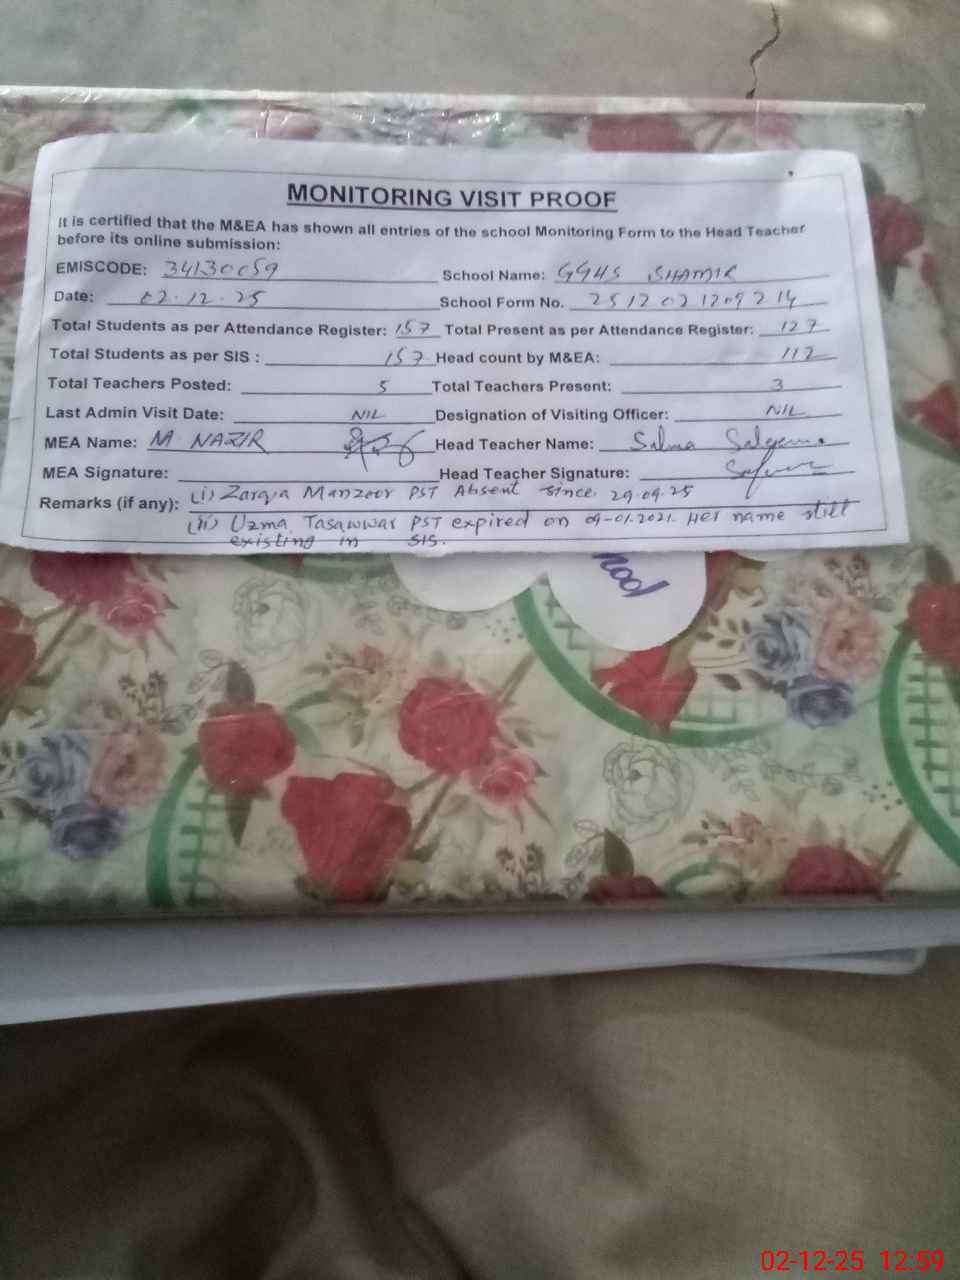 MONITORING VISIT PROOF
It is certified that the M&EA has shown all entries of the school Monitoring Form to the Head Teacher
before its online submission:
EMISCODE: 34130059 School Name: GGHS SHAMIR
Date: 02.12.25 School Form No. 2512021209214
Total Students as per Attendance Register: 157 Total Present as per Attendance Register: 127
Total Students as per SIS : 157 Head count by M&EA: 112
Total Teachers Posted: 5 Total Teachers Present: 3
Last Admin Visit Date: NIL Designation of Visiting Officer: NIL
MEA Name: M NAZIR Head Teacher Name: Salma
MEA Signature: Head Teacher Signature:
Remarks (if any): (i) Zarqa Manzoor PST Absent since 29.09.25
(ii) Uzma Tasawwar PST expired on 09-01.2021. Her name still
existing in SIS.
02-12-25 12:59